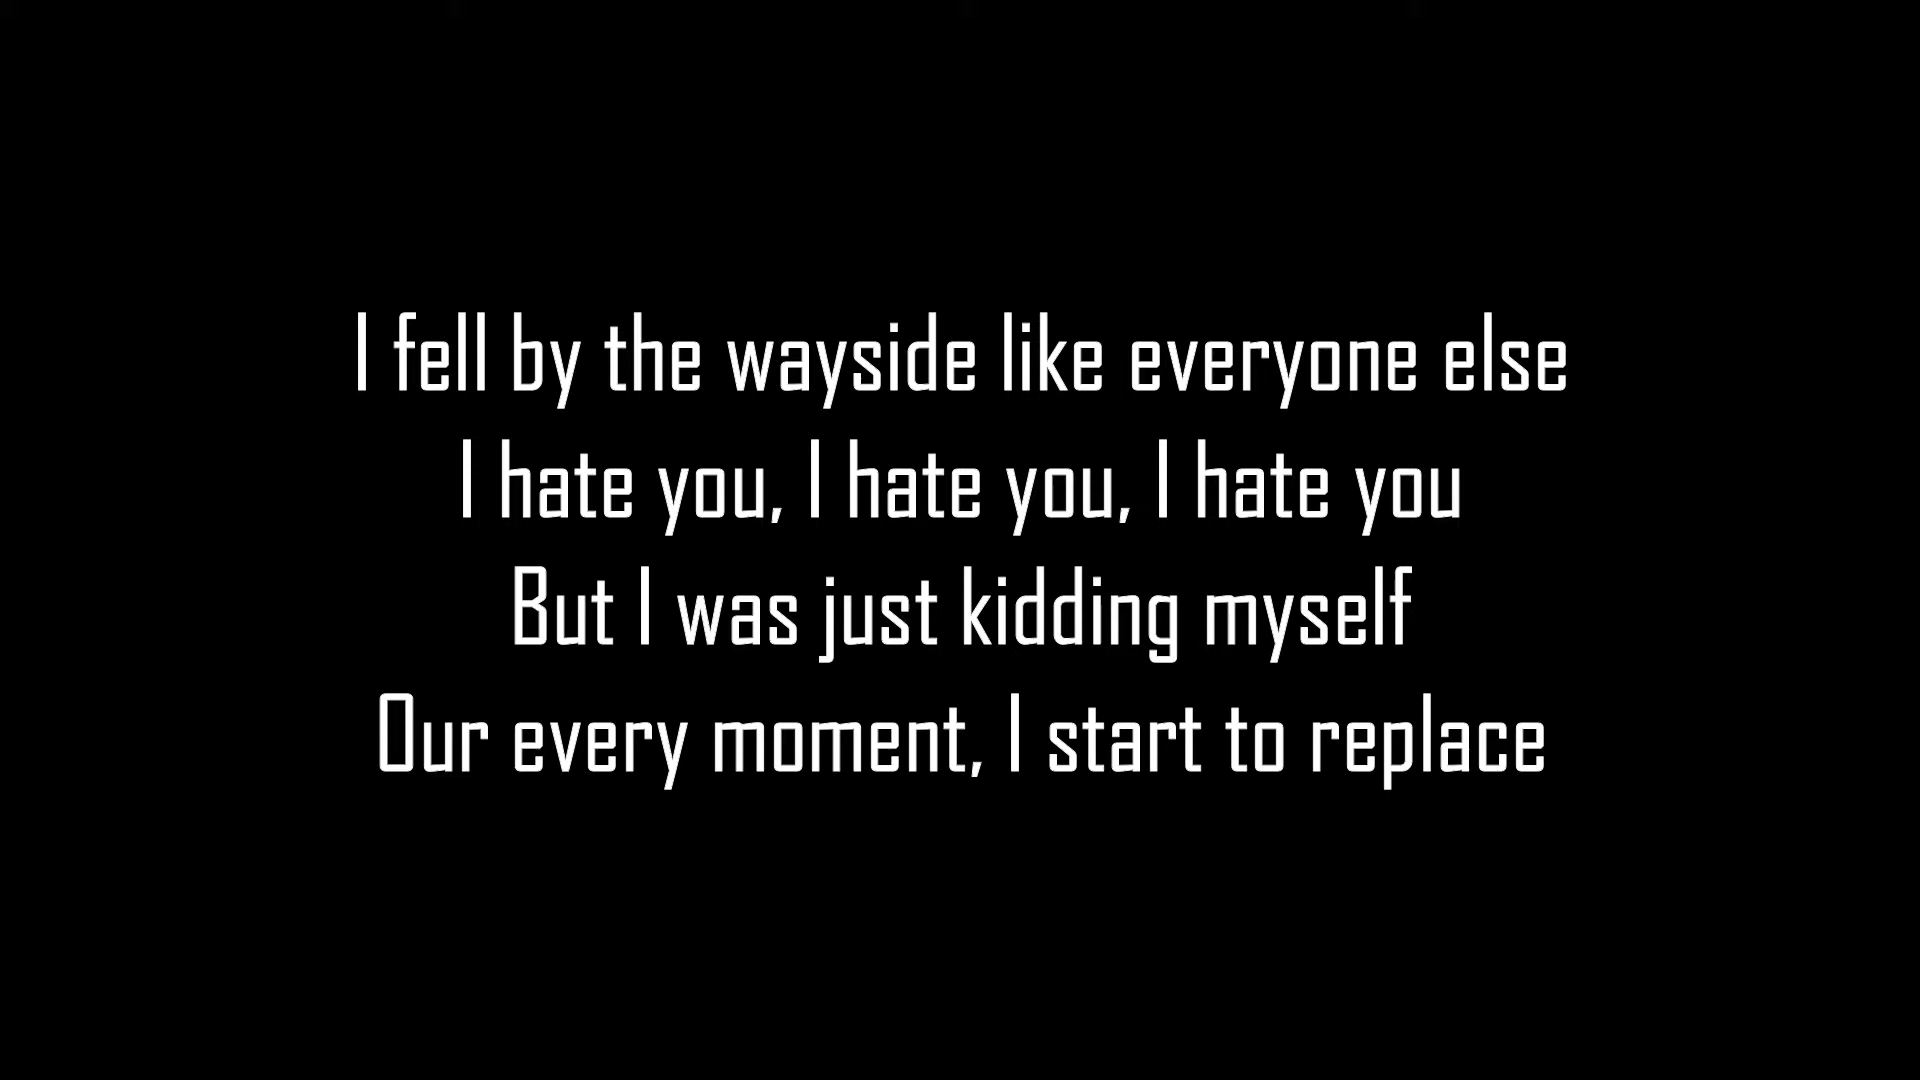 I fell by the wayside like everyone else
I hate you, I hate you, I hate you
But I was just kidding myself
Our every moment, I start to replace